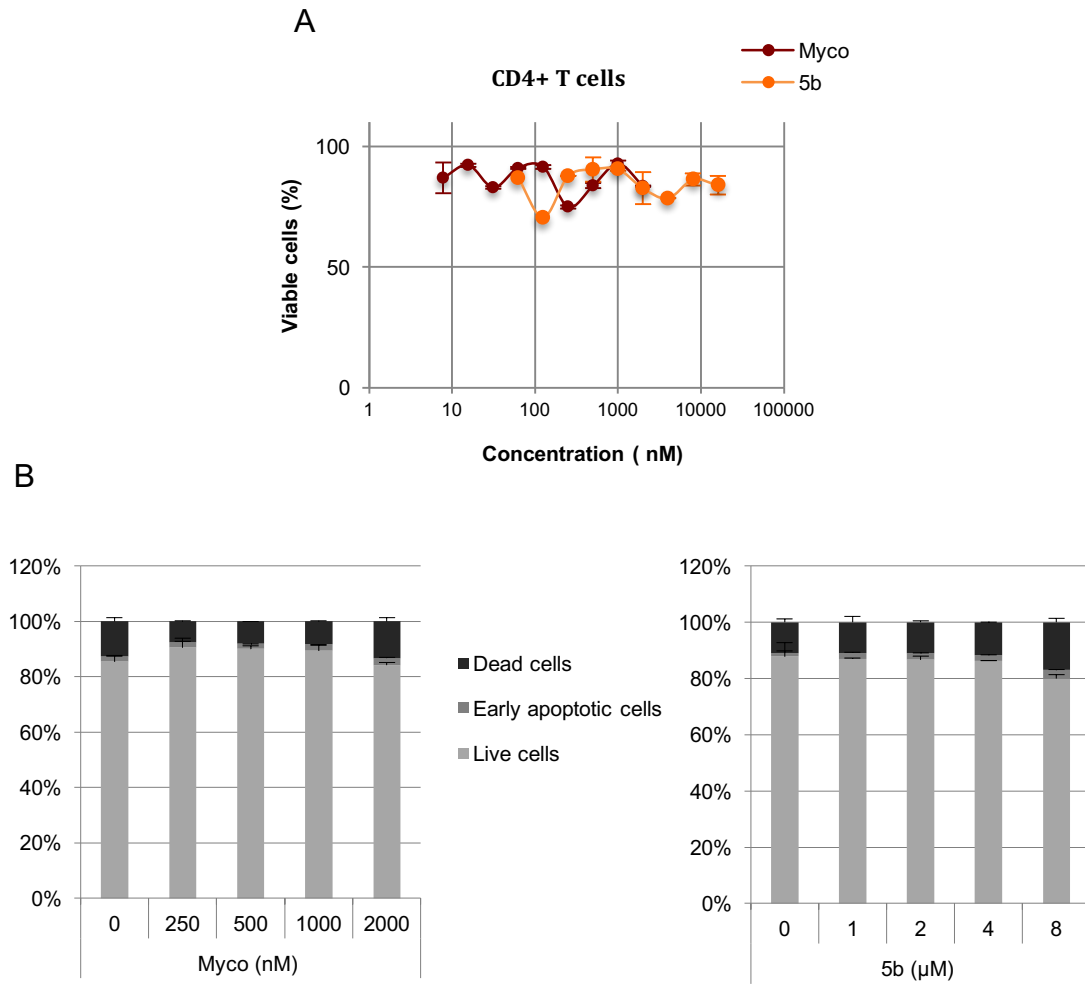 A
Myco
5b
CD4+ T cells
100
50
0
Viable cells (%)
1 10 100 1000 10000 100000
Concentration ( nM)
B
120%
100%
80%
60%
40%
20%
0%
0 250 500 1000 2000
Myco (nM)
Dead cells
Early apoptotic cells
Live cells
120%
100%
80%
60%
40%
20%
0%
0 1 2 4 8
5b (µM)